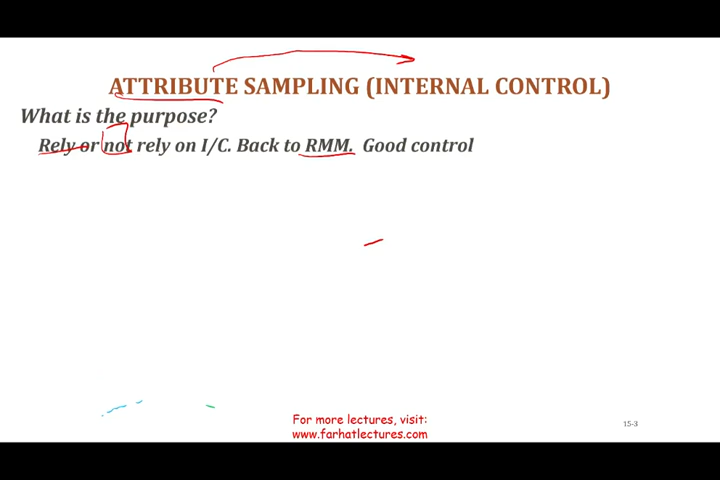 ATTRIBUTE SAMPLING (INTERNAL CONTROL)
What is the purpose?
Rely or not rely on I/C. Back to RMM. Good control
For more lectures, visit:
www.farhatlectures.com
15-3